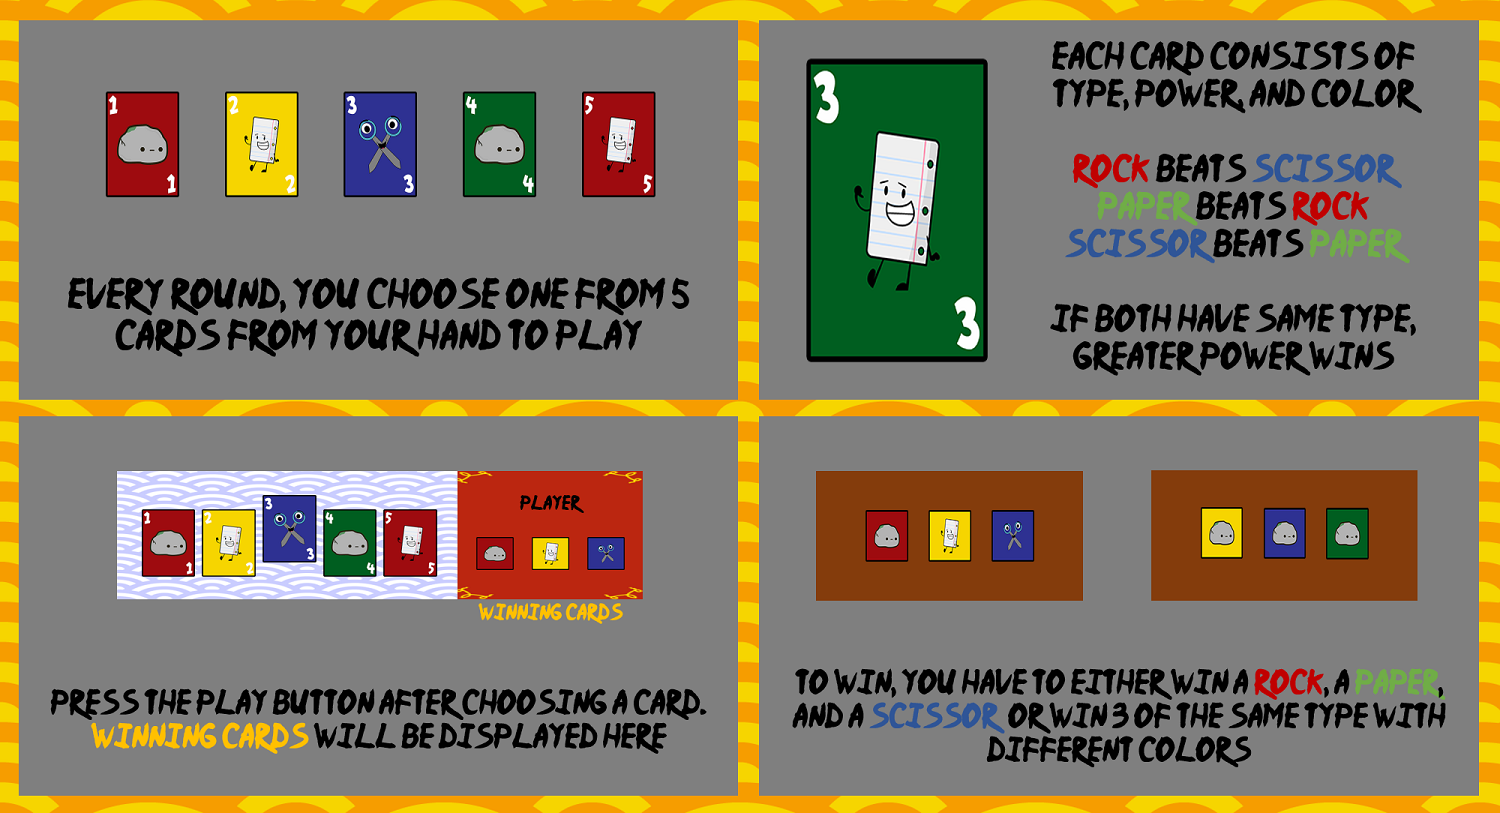 1 2 3 4 5
1 2 3 4 5
EVERY ROUND, YOU CHOOSE ONE FROM 5
CARDS FROM YOUR HAND TO PLAY
3
3
EACH CARD CONSISTS OF
TYPE, POWER, AND COLOR
ROCK BEATS SCISSOR
PAPER BEATS ROCK
SCISSOR BEATS PAPER
IF BOTH HAVE SAME TYPE,
GREATER POWER WINS
1 2 3 4 5
1 2 3 4 5
PLAYER
WINNING CARDS
PRESS THE PLAY BUTTON AFTER CHOOSING A CARD.
WINNING CARDS WILL BE DISPLAYED HERE
TO WIN, YOU HAVE TO EITHER WIN A ROCK, A PAPER,
AND A SCISSOR OR WIN 3 OF THE SAME TYPE WITH
DIFFERENT COLORS